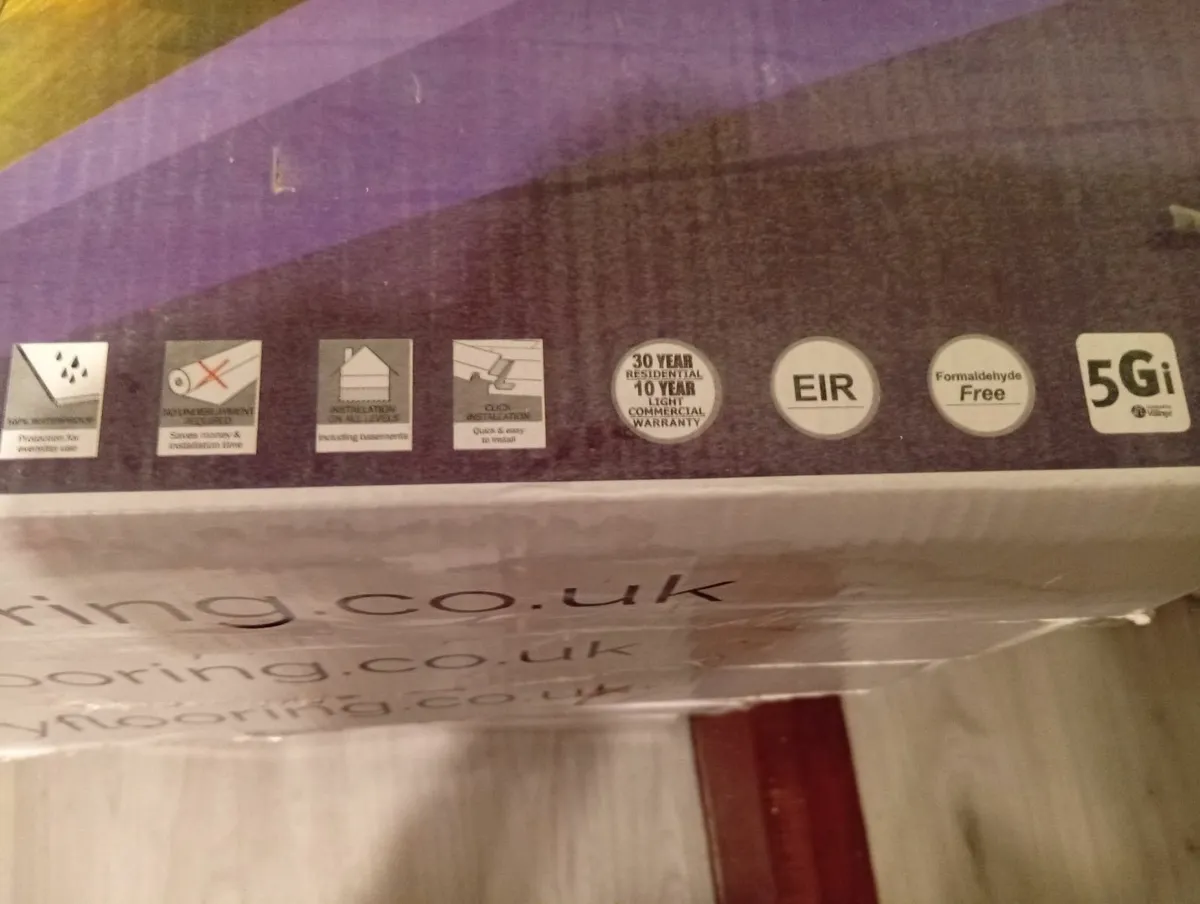 100% WATERPROOF
Protection for
everyday use
NO UNDERLAYMENT
REQUIRED
Saves money &
installation time
INSTALLATION
ON ALL LEVELS
Including basements
CLICK
INSTALLATION
Quick & easy
to install
30 YEAR
RESIDENTIAL
10 YEAR
LIGHT
COMMERCIAL
WARRANTY
EIR
Formaldehyde
Free
5Gi
Välinge
ring.co.uk
ooring.co.uk
yflooring.co.uk